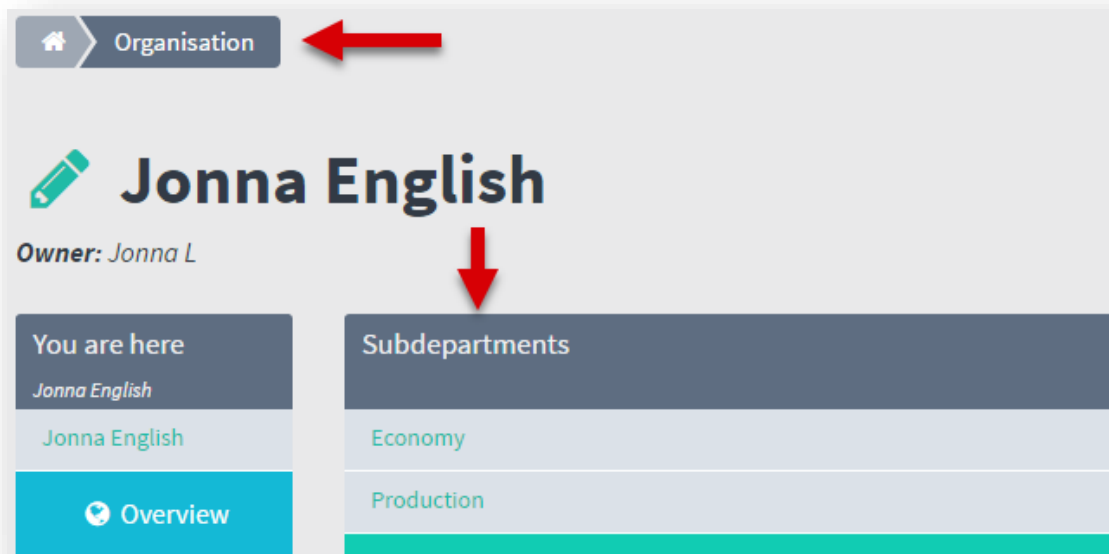 Organisation
Jonna English
Owner: Jonna L
You are here
Jonna English
Jonna English
Overview
Subdepartments
Economy
Production